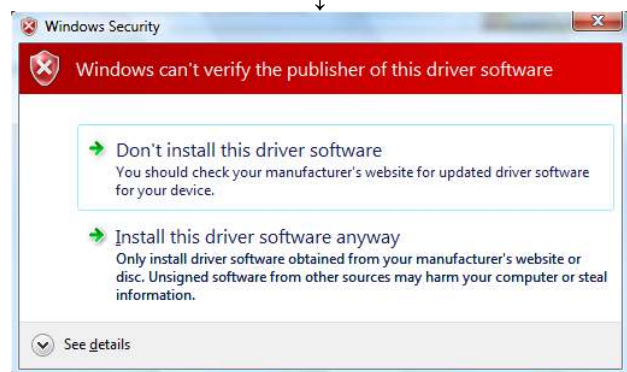 Windows Security
Windows can't verify the publisher of this driver software
Don't install this driver software
You should check your manufacturer's website for updated driver software
for your device.
Install this driver software anyway
Only install driver software obtained from your manufacturer's website or
disc. Unsigned software from other sources may harm your computer or steal
information.
See details